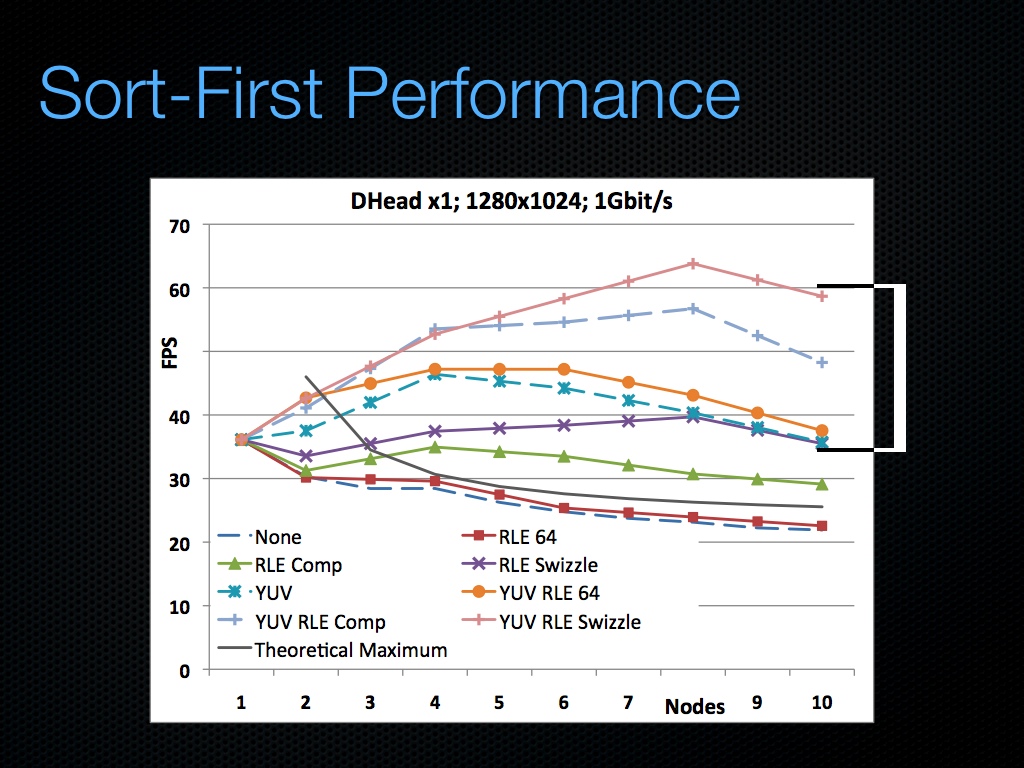 Sort-First Performance
DHead x1; 1280x1024; 1Gbit/s
70
60
40
30
20
10
0
FPS
None
RLE 64
RLE Comp
RLE Swizzle
YUV
YUV RLE 64
YUV RLE Comp
YUV RLE Swizzle
Theoretical Maximum
1 2 3 4 5 6 7 Nodes 9 10